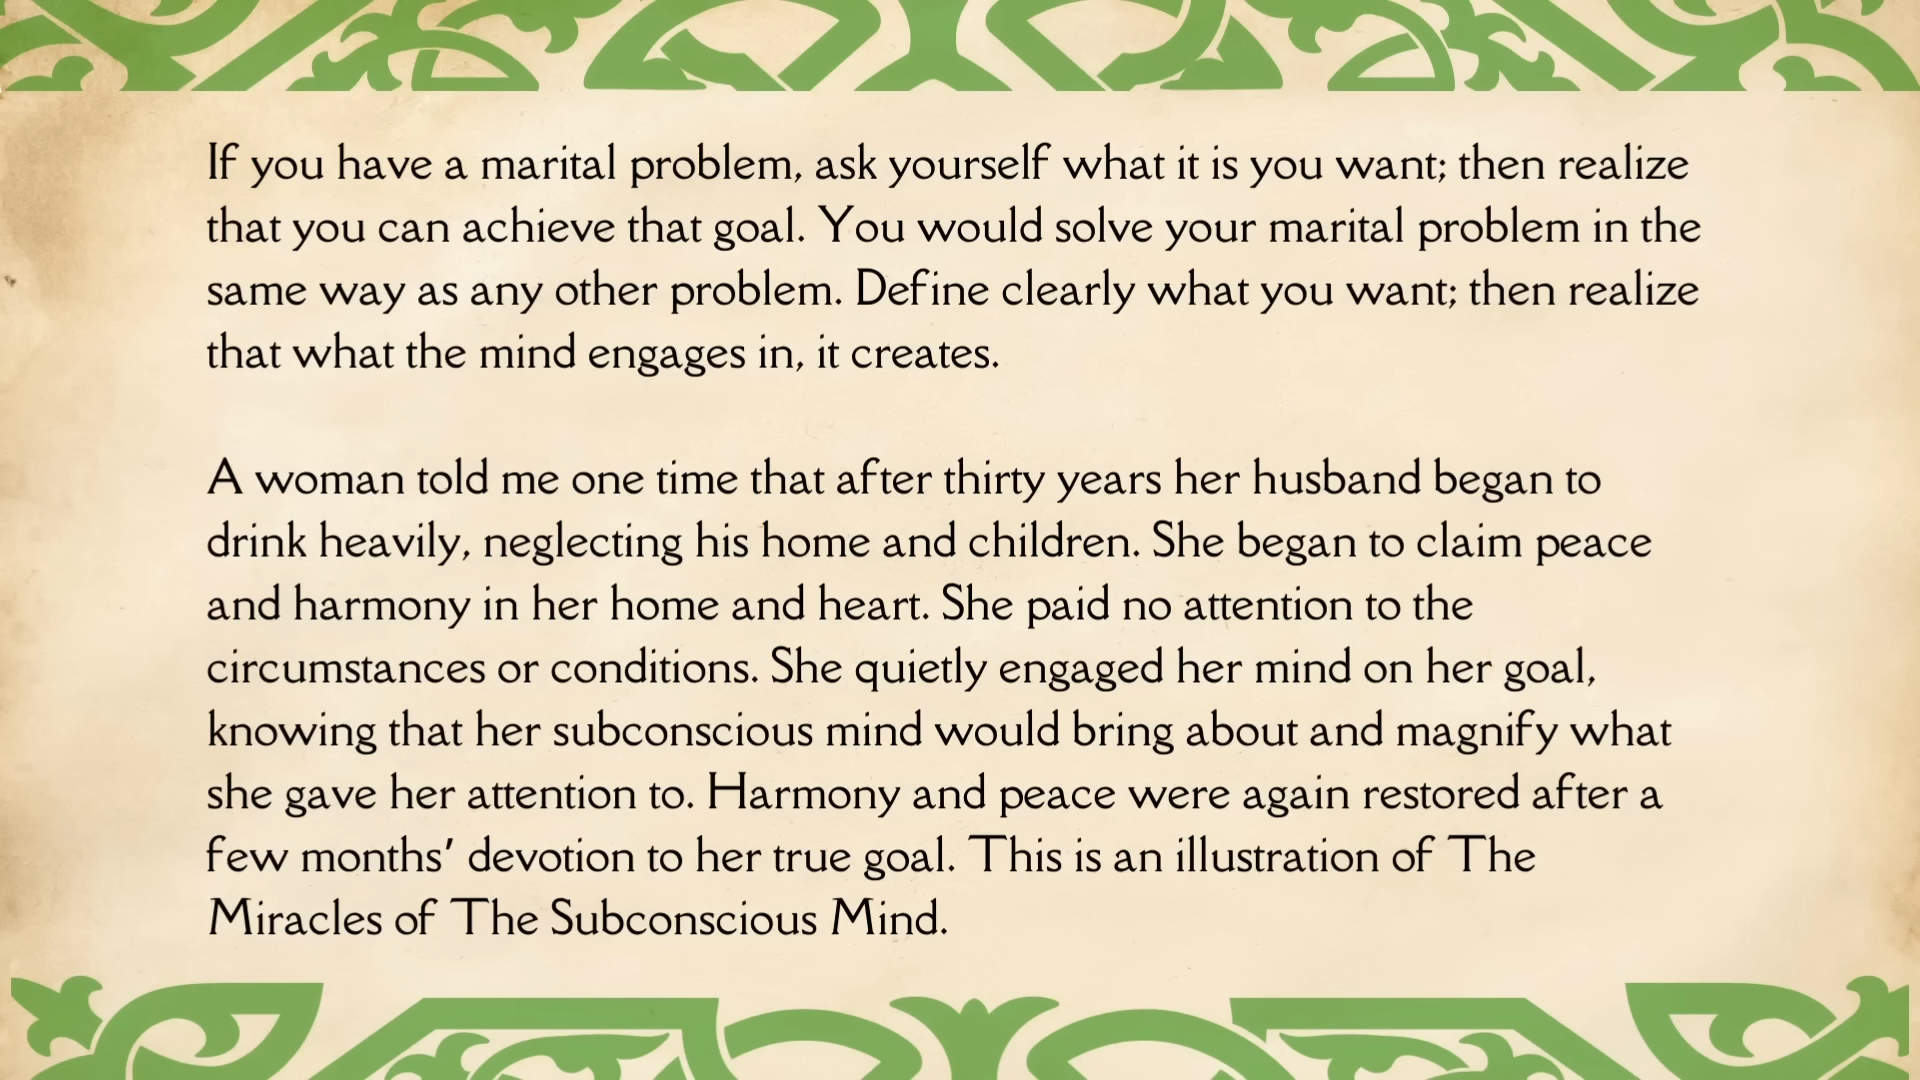 If you have a marital problem, ask yourself what it is you want; then realize
that you can achieve that goal. You would solve your marital problem in the
same way as any other problem. Define clearly what you want; then realize
that what the mind engages in, it creates.
A woman told me one time that after thirty years her husband began to
drink heavily, neglecting his home and children. She began to claim peace
and harmony in her home and heart. She paid no attention to the
circumstances or conditions. She quietly engaged her mind on her goal,
knowing that her subconscious mind would bring about and magnify what
she gave her attention to. Harmony and peace were again restored after a
few months’ devotion to her true goal. This is an illustration of The
Miracles of The Subconscious Mind.